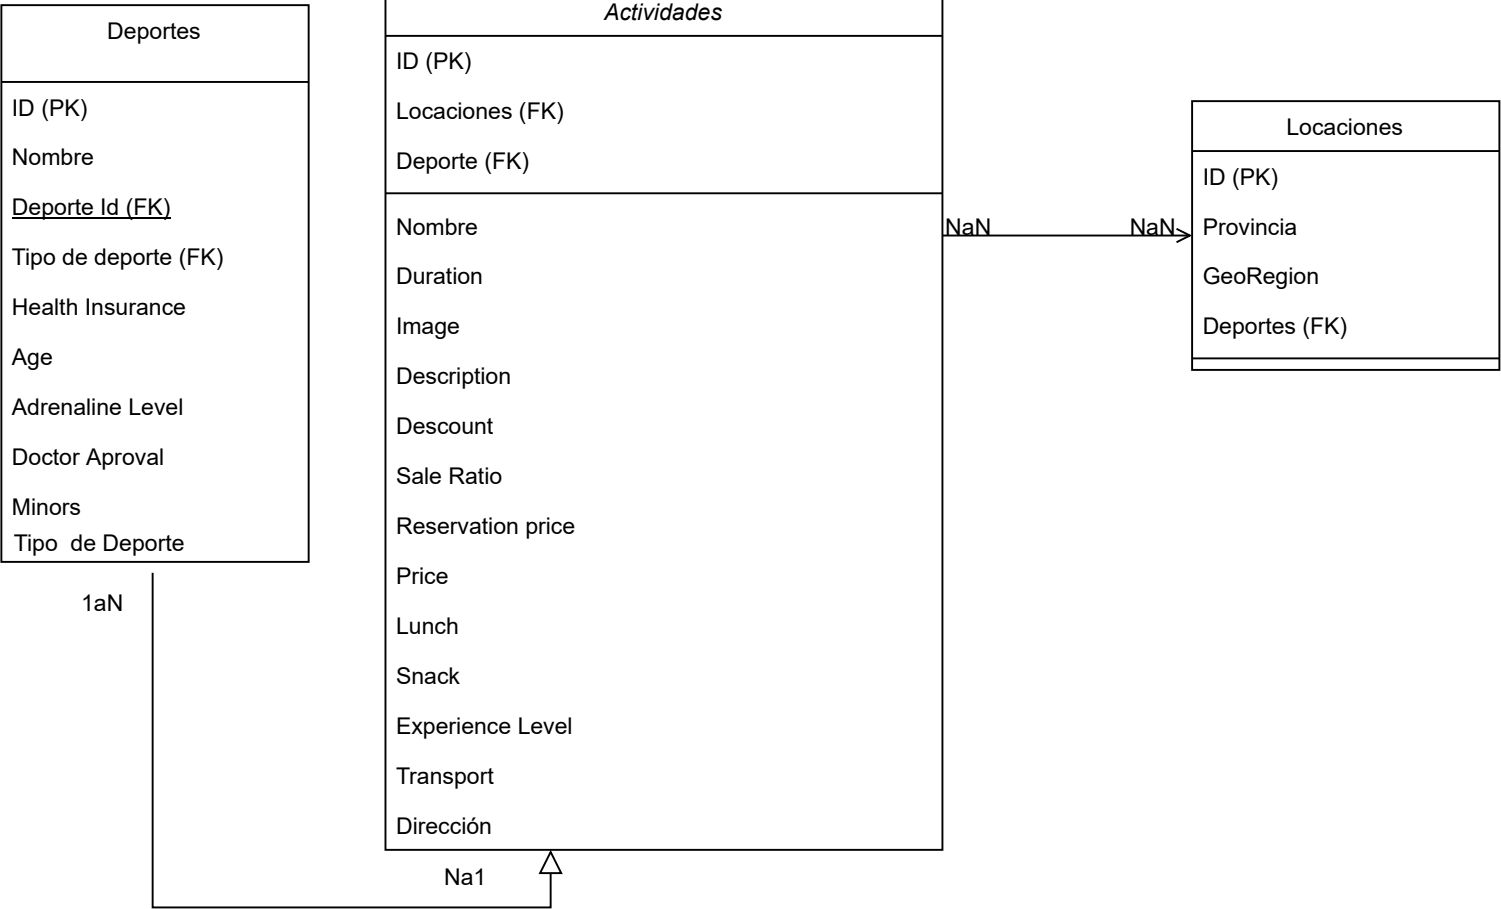 Deportes
ID (PK)
Nombre
Deporte Id (FK)
Tipo de deporte (FK)
Health Insurance
Age
Adrenaline Level
Doctor Aproval
Minors
Tipo  de Deporte
1aN
Actividades
ID (PK)
Locaciones (FK)
Deporte (FK)
Nombre
Duration
Image
Description
Descount
Sale Ratio
Reservation price
Price
Lunch
Snack
Experience Level
Transport
Dirección
Na1
NaN
NaN
Locaciones
ID (PK)
Provincia
GeoRegion
Deportes (FK)